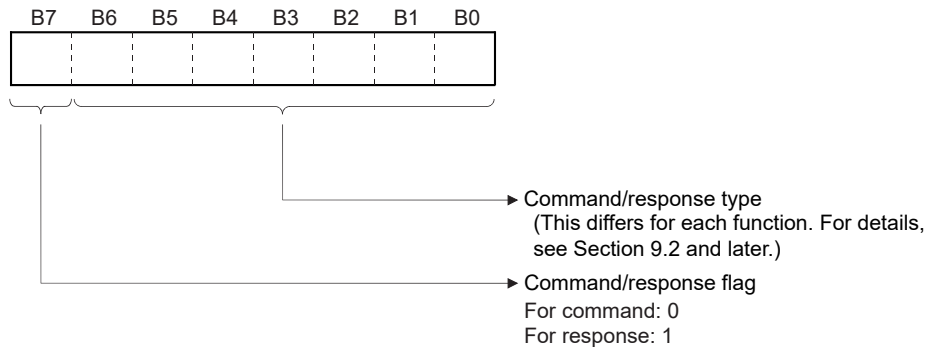 B7 B6 B5 B4 B3 B2 B1 B0
Command/response type
(This differs for each function. For details,
see Section 9.2 and later.)
Command/response flag
For command: 0
For response: 1